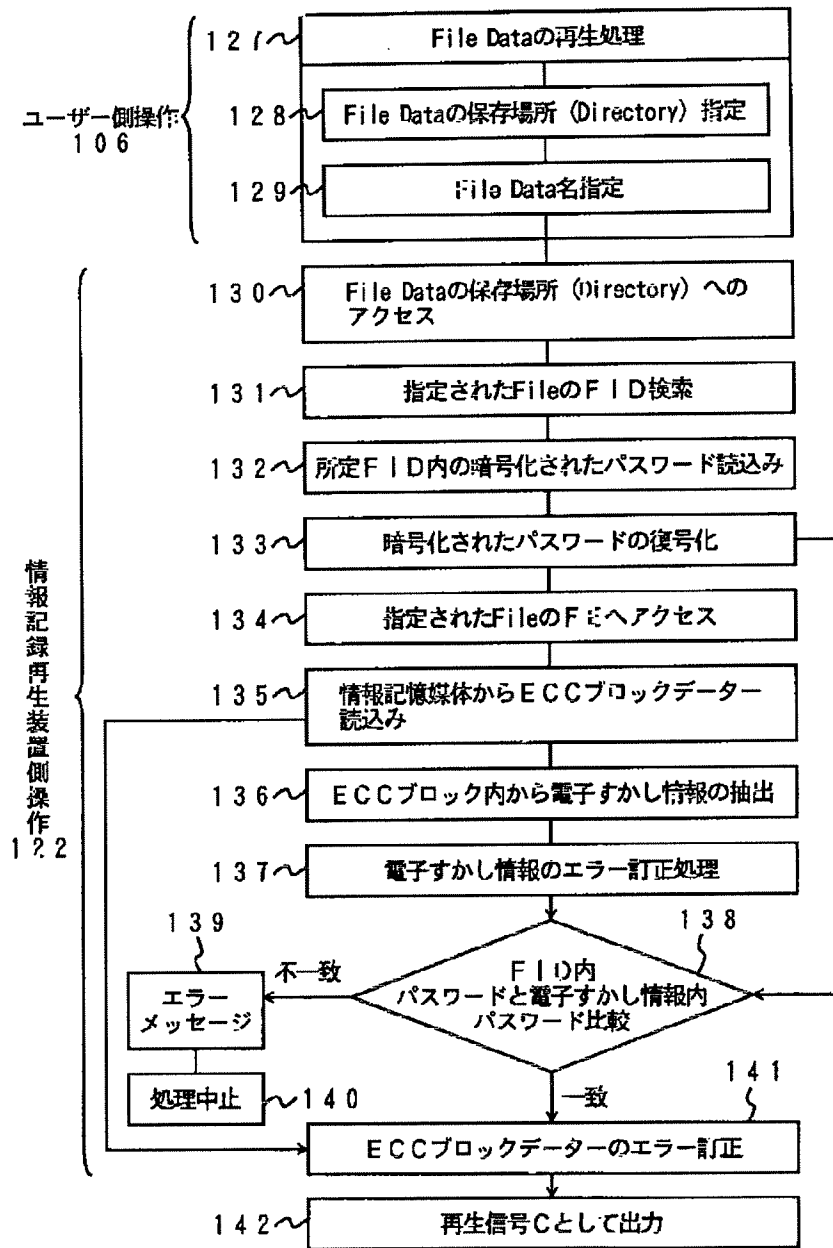 127 File Dataの再生処理
ユーザー側操作
106
128 File Dataの保存場所（Directory）指定
129 File Data名指定
130 File Dataの保存場所（Directory）への
アクセス
131 指定されたFileのＦＩＤ検索
132 所定ＦＩＤ内の暗号化されたパスワード読込み
133 暗号化されたパスワードの復号化
134 指定されたFileのＦＥへアクセス
情報記録再生装置側操作
122
135 情報記憶媒体からＥＣＣブロックデーター
読込み
136 ＥＣＣブロック内から電子すかし情報の抽出
137 電子すかし情報のエラー訂正処理
138
ＦＩＤ内
パスワードと電子すかし情報内
パスワード比較
不一致
139
エラー
メッセージ
処理中止 140
一致
141
ＥＣＣブロックデーターのエラー訂正
142 再生信号Ｃとして出力